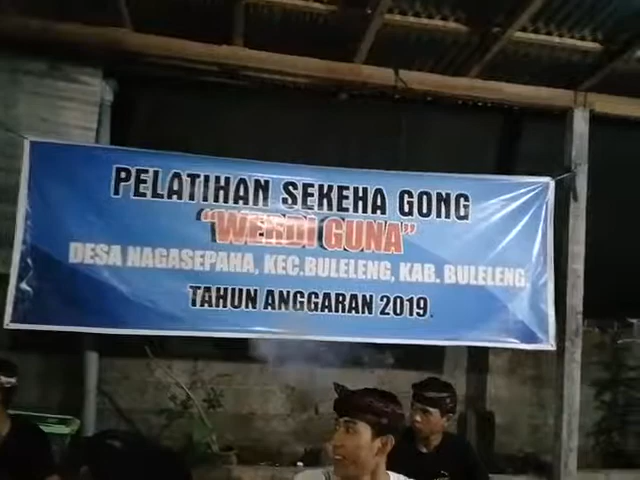 PELATIHAN SEKEHA GONG
"WERDI GUNA"
DESA NAGASEPAHA, KEC.BULELENG, KAB. BULELENG,
TAHUN ANGGARAN 2019.